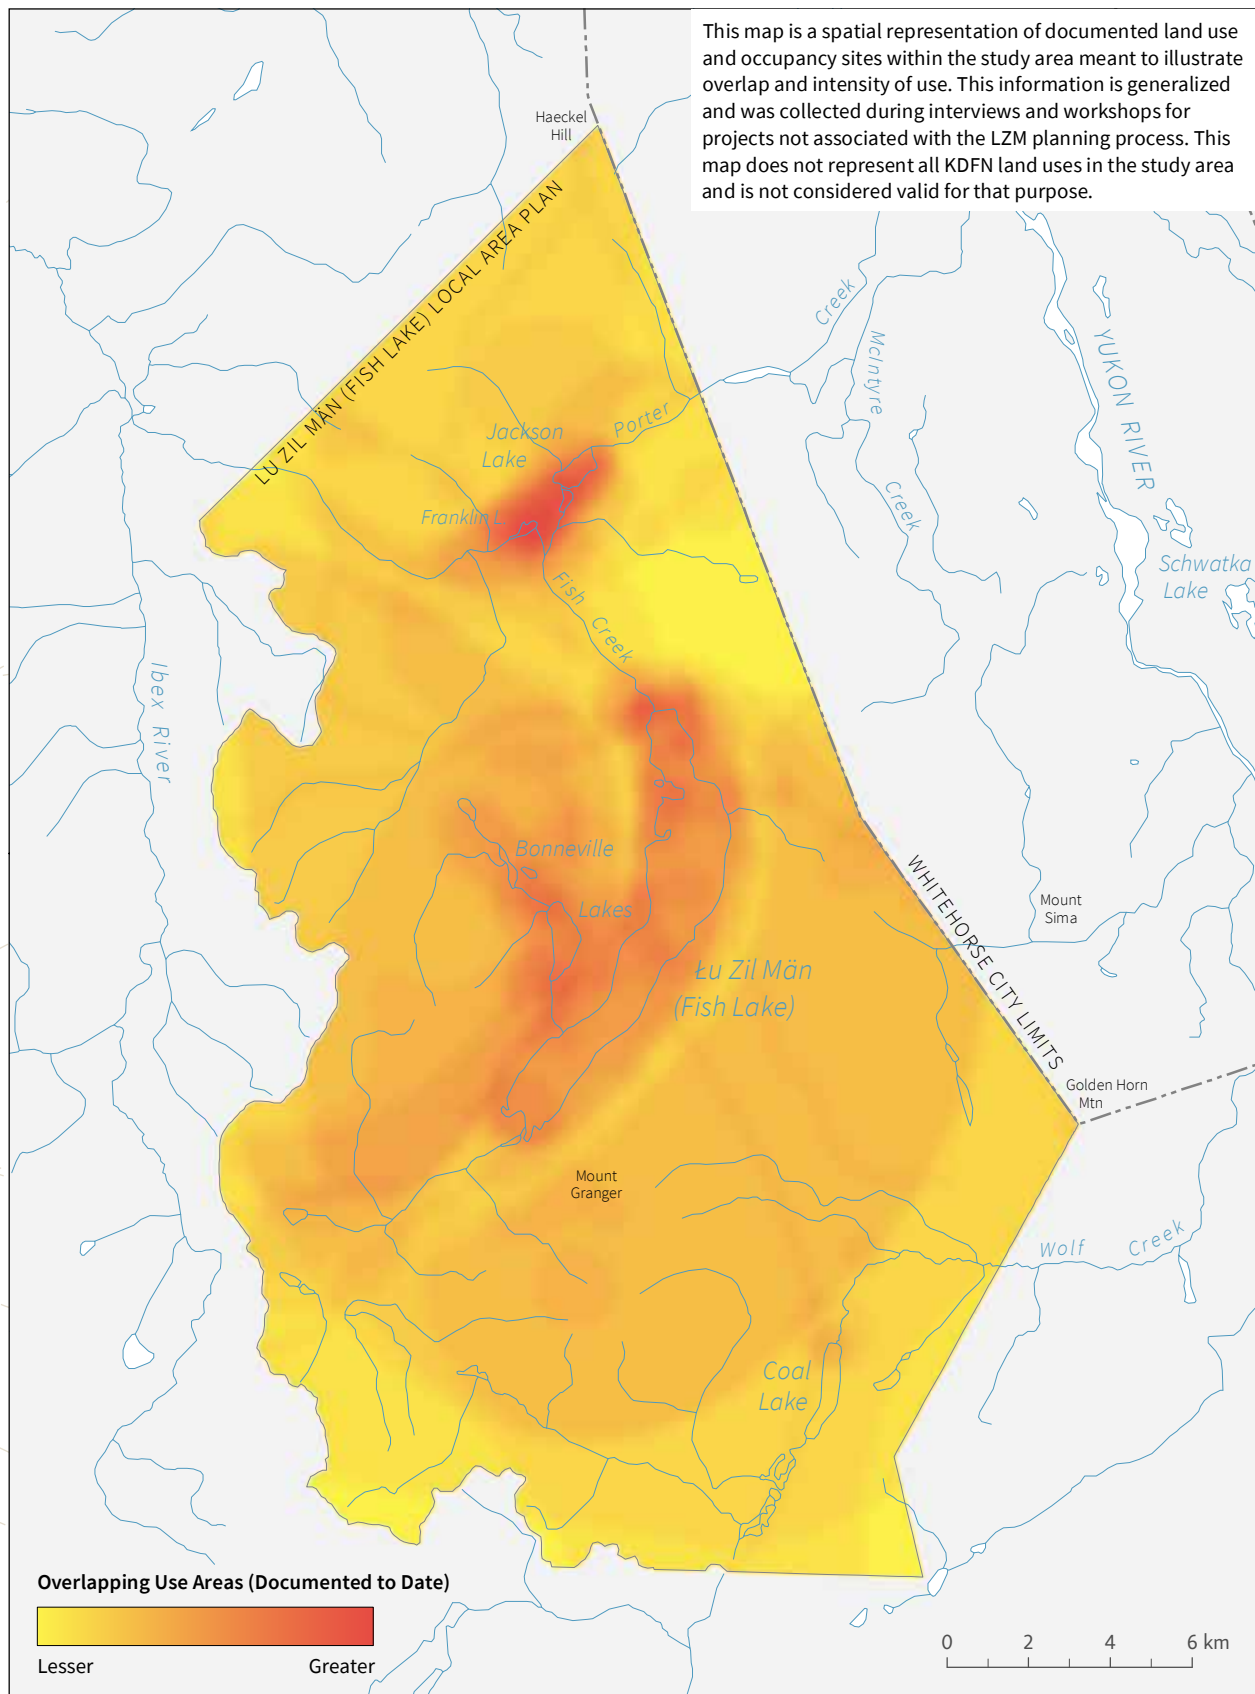 This map is a spatial representation of documented land use
and occupancy sites within the study area meant to illustrate
overlap and intensity of use. This information is generalized
and was collected during interviews and workshops for
projects not associated with the LZM planning process. This
map does not represent all KDFN land uses in the study area
and is not considered valid for that purpose.
Haeckel
Hill
LU ZIL MÄN (FISH LAKE) LOCAL AREA PLAN
Creek
McIntyre
Creek
YUKON RIVER
Schwatka
Lake
Jackson
Lake
Porter
Franklin L.
Fish Creek
Ibex River
Bonneville
Lakes
WHITEHORSE CITY LIMITS
Mount
Sima
Łu Zil Män
(Fish Lake)
Golden Horn
Mtn
Mount
Granger
Wolf Creek
Coal
Lake
Overlapping Use Areas (Documented to Date)
Lesser Greater
0 2 4 6 km